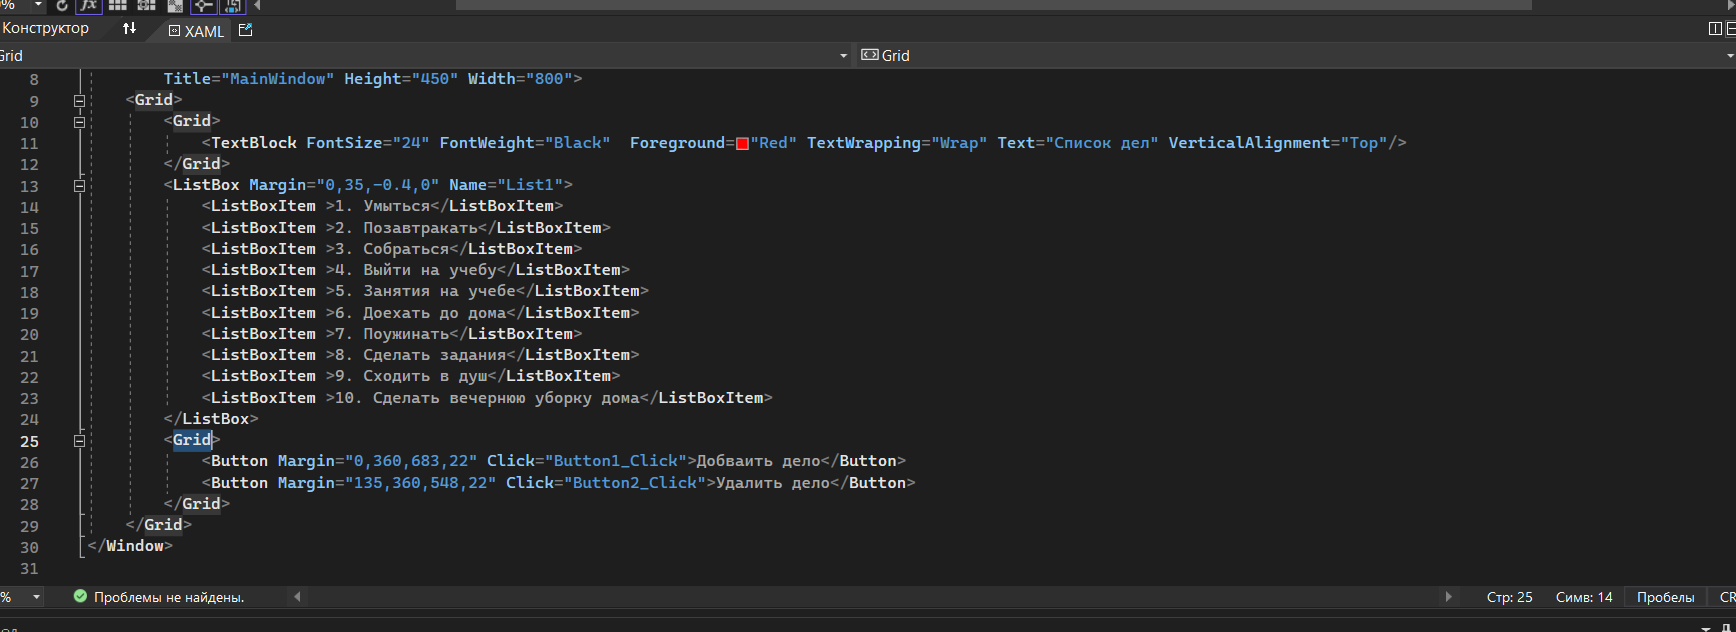 %
Конструктор XAML
Grid Grid
8 Title="MainWindow" Height="450" Width="800">
9 <Grid>
10 <Grid>
11 <TextBlock FontSize="24" FontWeight="Black"  Foreground="Red" TextWrapping="Wrap" Text="Список дел" VerticalAlignment="Top"/>
12 </Grid>
13 <ListBox Margin="0,35,-0.4,0" Name="List1">
14 <ListBoxItem >1. Умыться</ListBoxItem>
15 <ListBoxItem >2. Позавтракать</ListBoxItem>
16 <ListBoxItem >3. Собраться</ListBoxItem>
17 <ListBoxItem >4. Выйти на учебу</ListBoxItem>
18 <ListBoxItem >5. Занятия на учебе</ListBoxItem>
19 <ListBoxItem >6. Доехать до дома</ListBoxItem>
20 <ListBoxItem >7. Поужинать</ListBoxItem>
21 <ListBoxItem >8. Сделать задания</ListBoxItem>
22 <ListBoxItem >9. Сходить в душ</ListBoxItem>
23 <ListBoxItem >10. Сделать вечернюю уборку дома</ListBoxItem>
24 </ListBox>
25 <Grid>
26 <Button Margin="0,360,683,22" Click="Button1_Click">Добваить дело</Button>
27 <Button Margin="135,360,548,22" Click="Button2_Click">Удалить дело</Button>
28 </Grid>
29 </Grid>
30 </Window>
31
% Проблемы не найдены. Стр: 25 Симв: 14 Пробелы CR